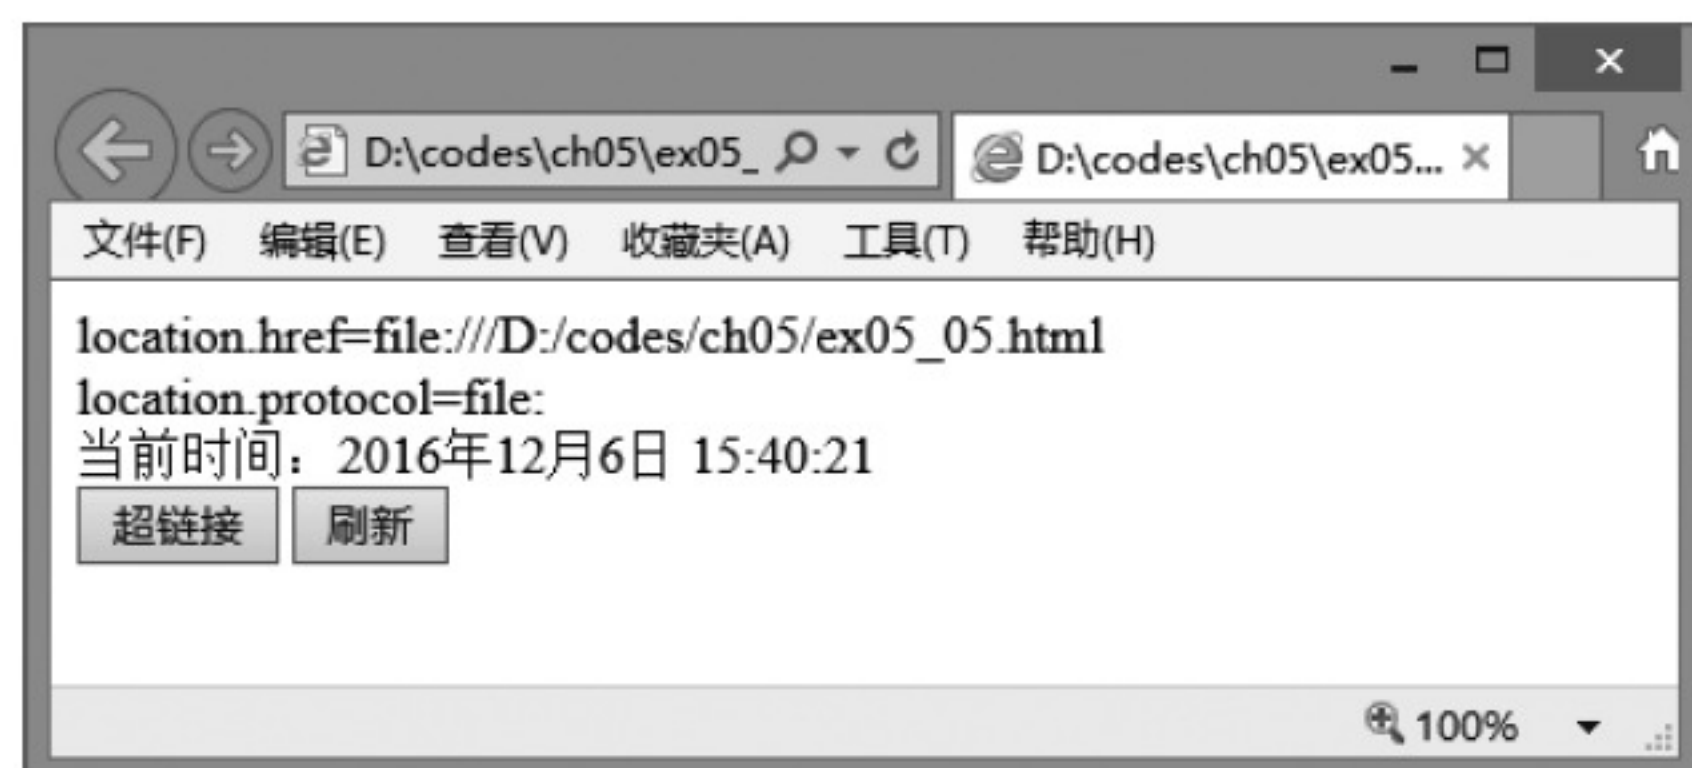 D:\codes\ch05\ex05_
D:\codes\ch05\ex05...
文件(F) 编辑(E) 查看(V) 收藏夹(A) 工具(T) 帮助(H)
location.href=file:///D:/codes/ch05/ex05_05.html
location.protocol=file:
当前时间：2016年12月6日 15:40:21
超链接 刷新
100%